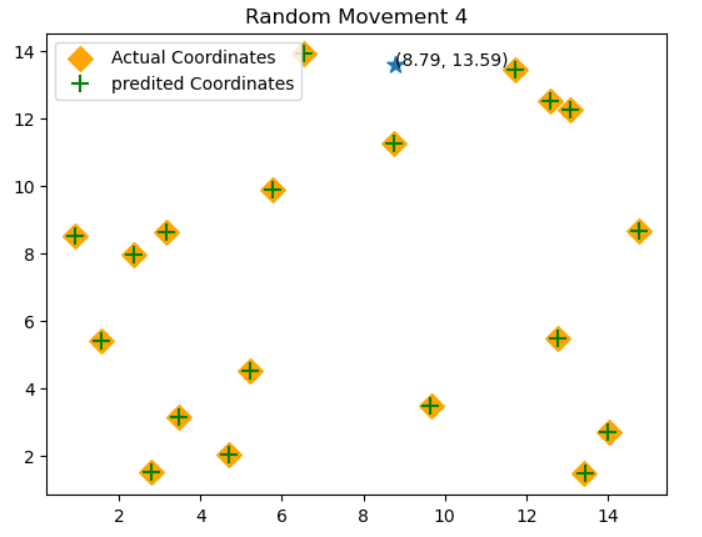 Random Movement 4
Actual Coordinates
predited Coordinates
(8.79, 13.59)
14
12
10
8
6
4
2
2 4 6 8 10 12 14